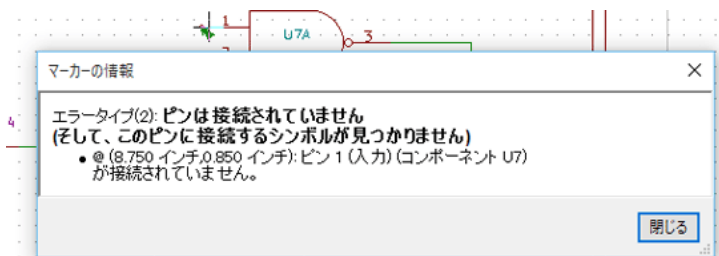 1
U7A
3
マーカーの情報
エラータイプ(2): ピンは接続されていません
(そして、このピンに接続するシンボルが見つかりません)
4
• @ (8.750 インチ,0.850 インチ): ピン 1 (入力) (コンポーネント U7)
が接続されていません。
閉じる